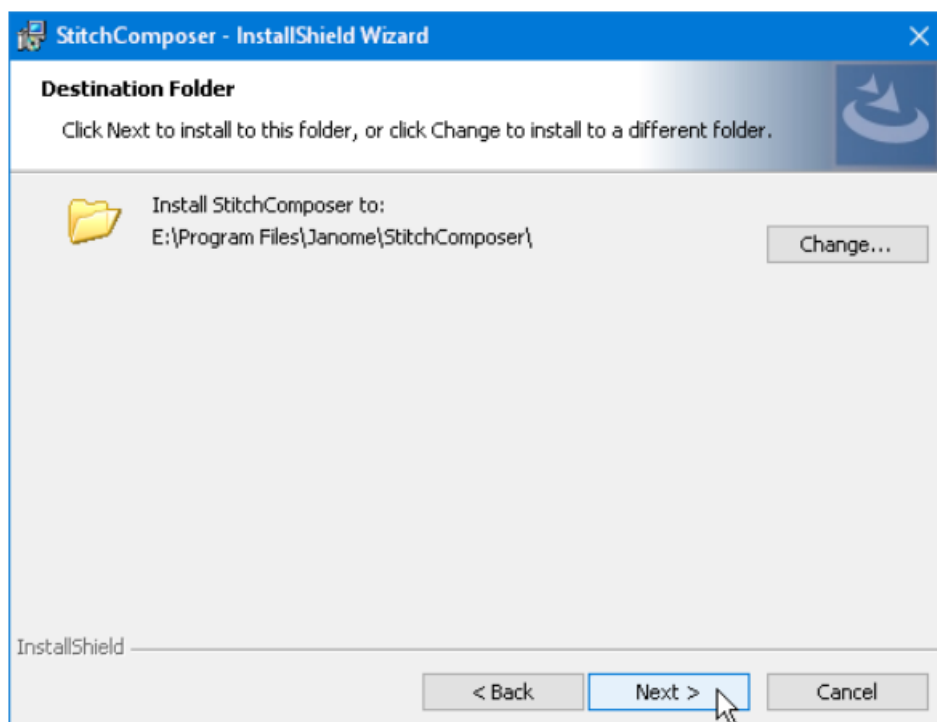 StitchComposer - InstallShield Wizard
Destination Folder
Click Next to install to this folder, or click Change to install to a different folder.
Install StitchComposer to:
E:\Program Files\Janome\StitchComposer\
Change...
InstallShield
< Back
Next >
Cancel